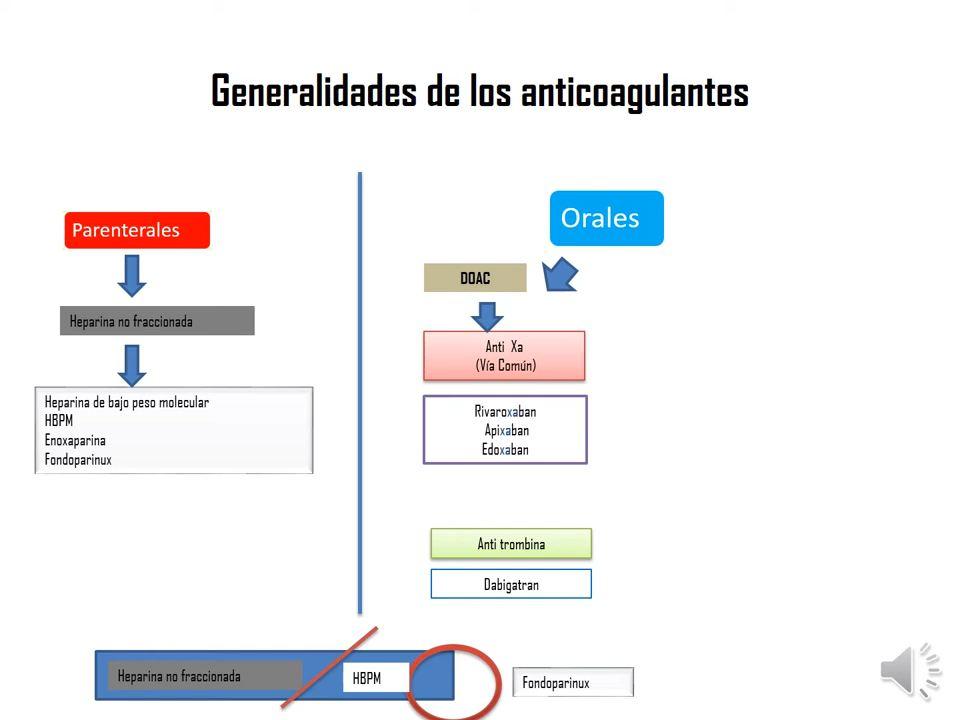 Generalidades de los anticoagulantes
Parenterales
Heparina no fraccionada
Heparina de bajo peso molecular
HBPM
Enoxaparina
Fondoparinux
Orales
DOAC
Anti Xa
(Vía Común)
Rivaroxaban
Apixaban
Edoxaban
Anti trombina
Dabigatran
Heparina no fraccionada
HBPM
Fondoparinux